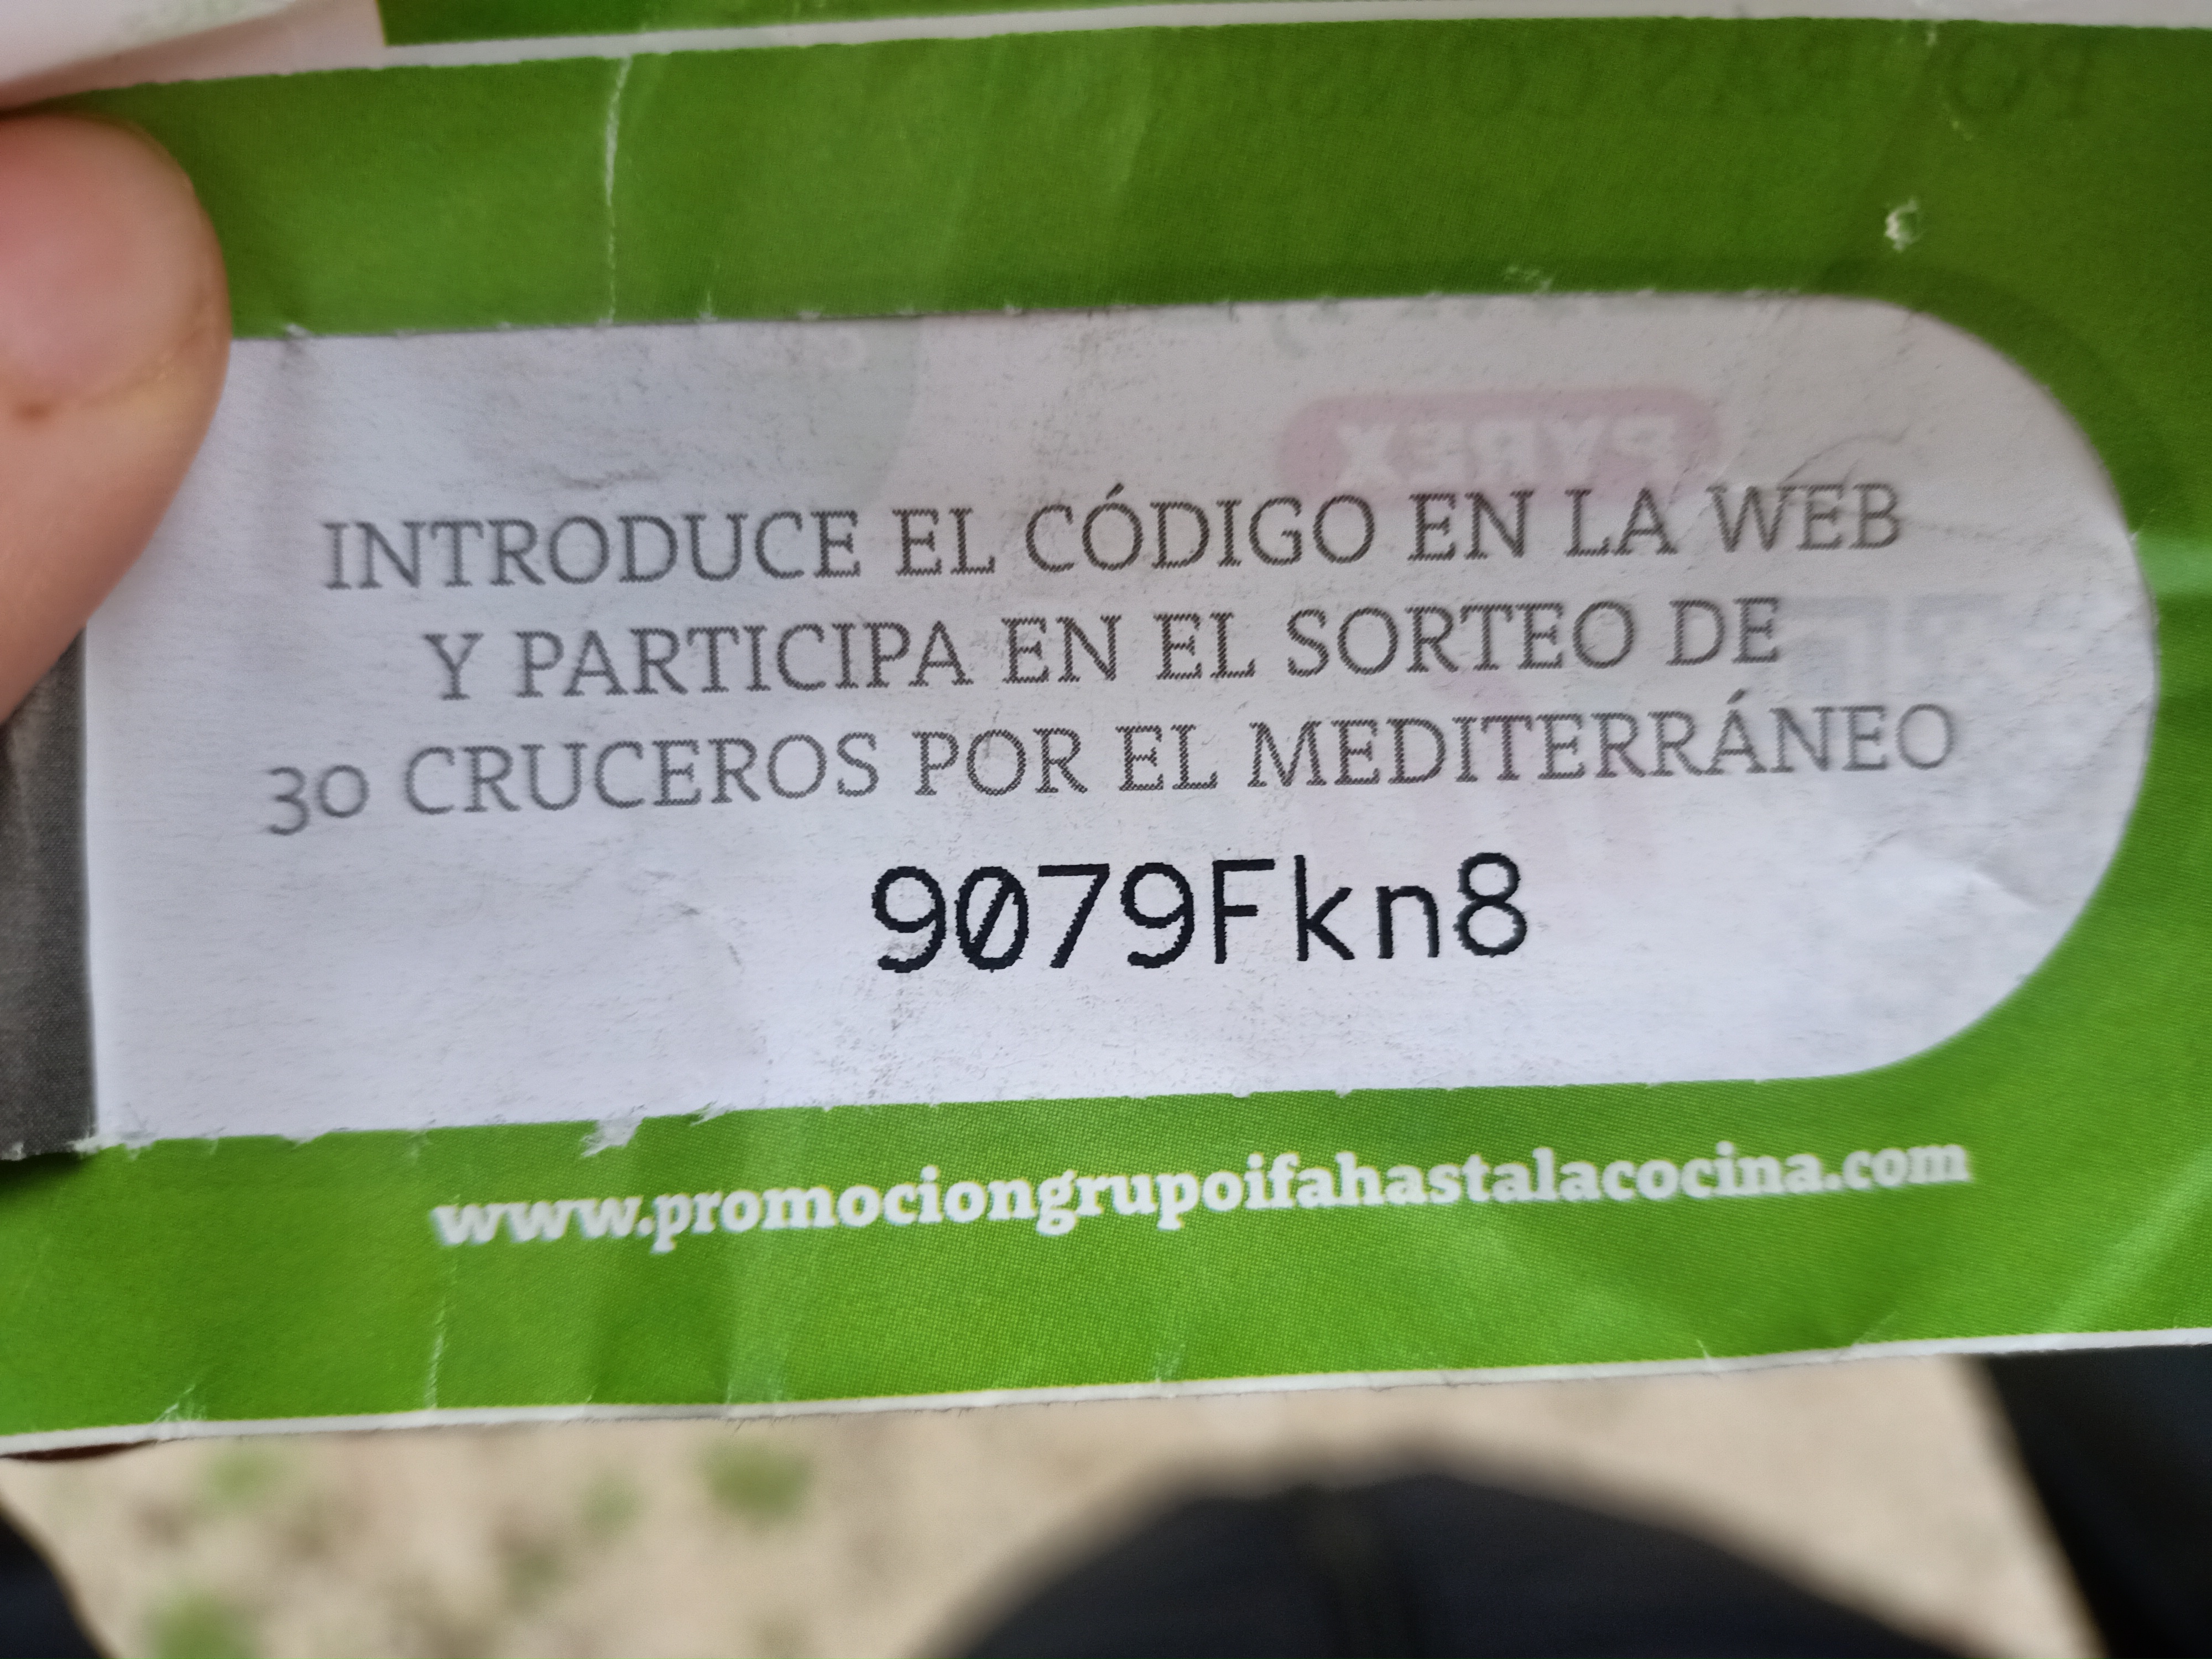 INTRODUCE EL CÓDIGO EN LA WEB
Y PARTICIPA EN EL SORTEO DE
30 CRUCEROS POR EL MEDITERRÁNEO
9079Fkn8
www.promociongrupoifahastalacocina.com
PYREX